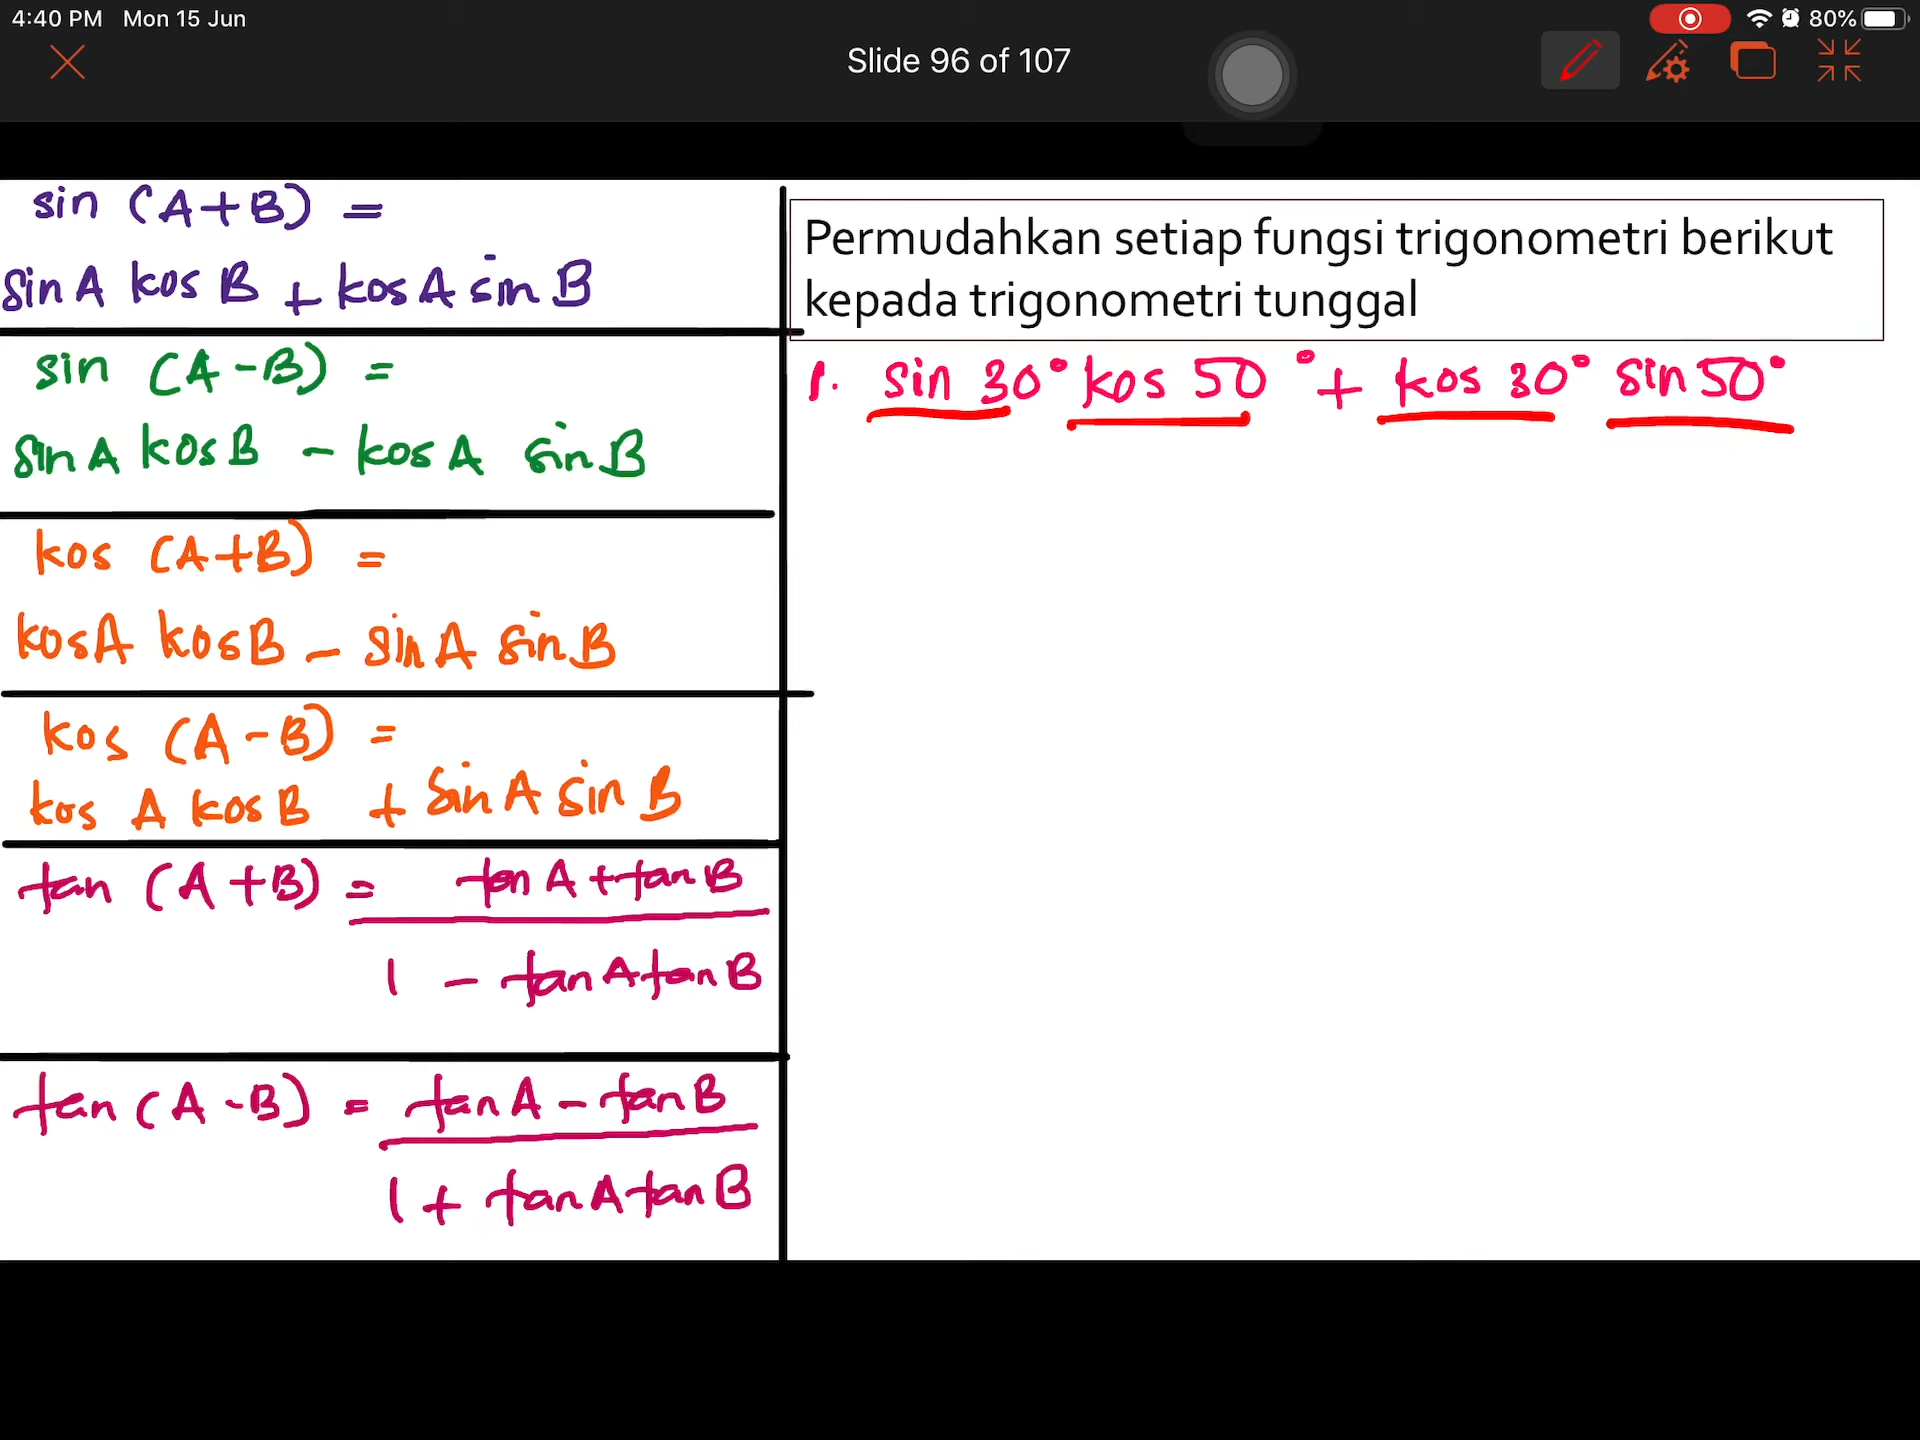 4:40 PM Mon 15 Jun
80%
Slide 96 of 107
sin (A+B) =
sin A kos B + kos A sin B
sin (A-B) =
sin A kos B - kos A sin B
kos (A+B) =
kos A kos B - sin A sin B
kos (A-B) =
kos A kos B + sin A sin B
tan (A+B) = tan A + tan B
1 - tan A tan B
tan (A-B) = tan A - tan B
1 + tan A tan B
Permudahkan setiap fungsi trigonometri berikut
kepada trigonometri tunggal
1. sin 30° kos 50° + kos 30° sin 50°